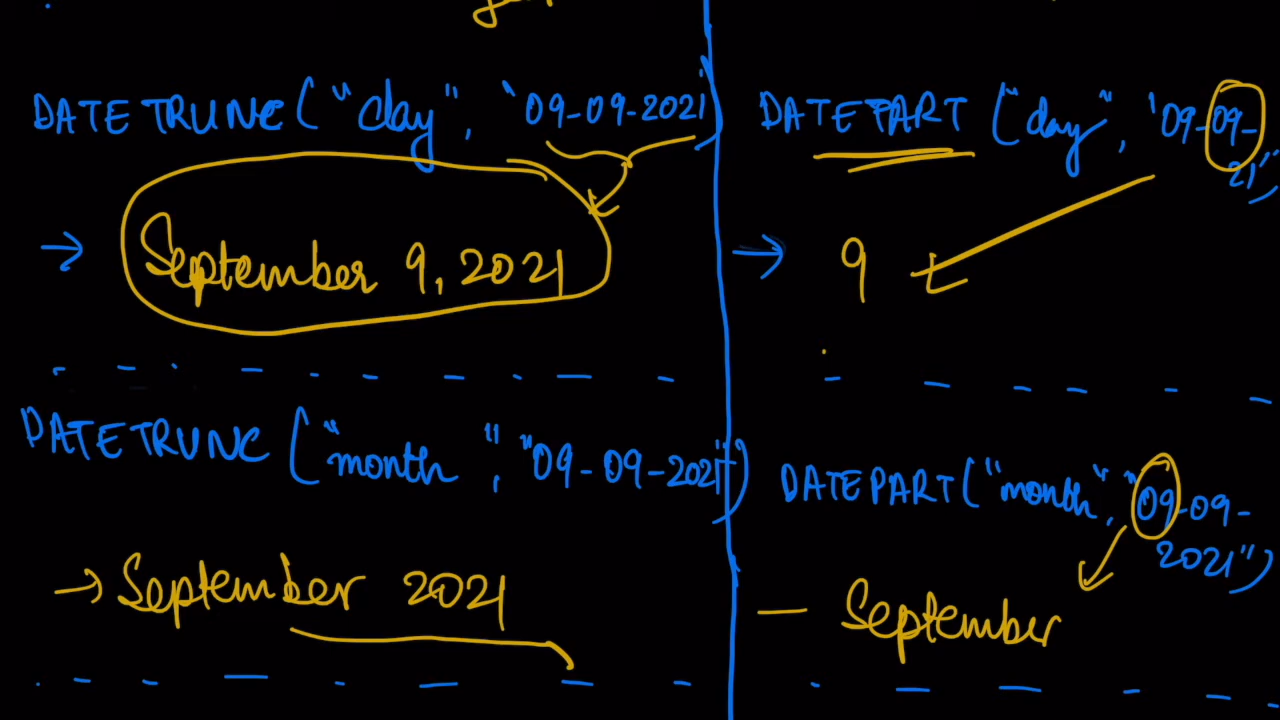 DATETRUNC("day", '09-09-2021')
→ September 9, 2021
DATETRUNC("month", "09-09-2021")
→ September 2021
DATEPART ("day", '09-09-
21")
→ 9
DATEPART("month", "09-09-
2021")
— September